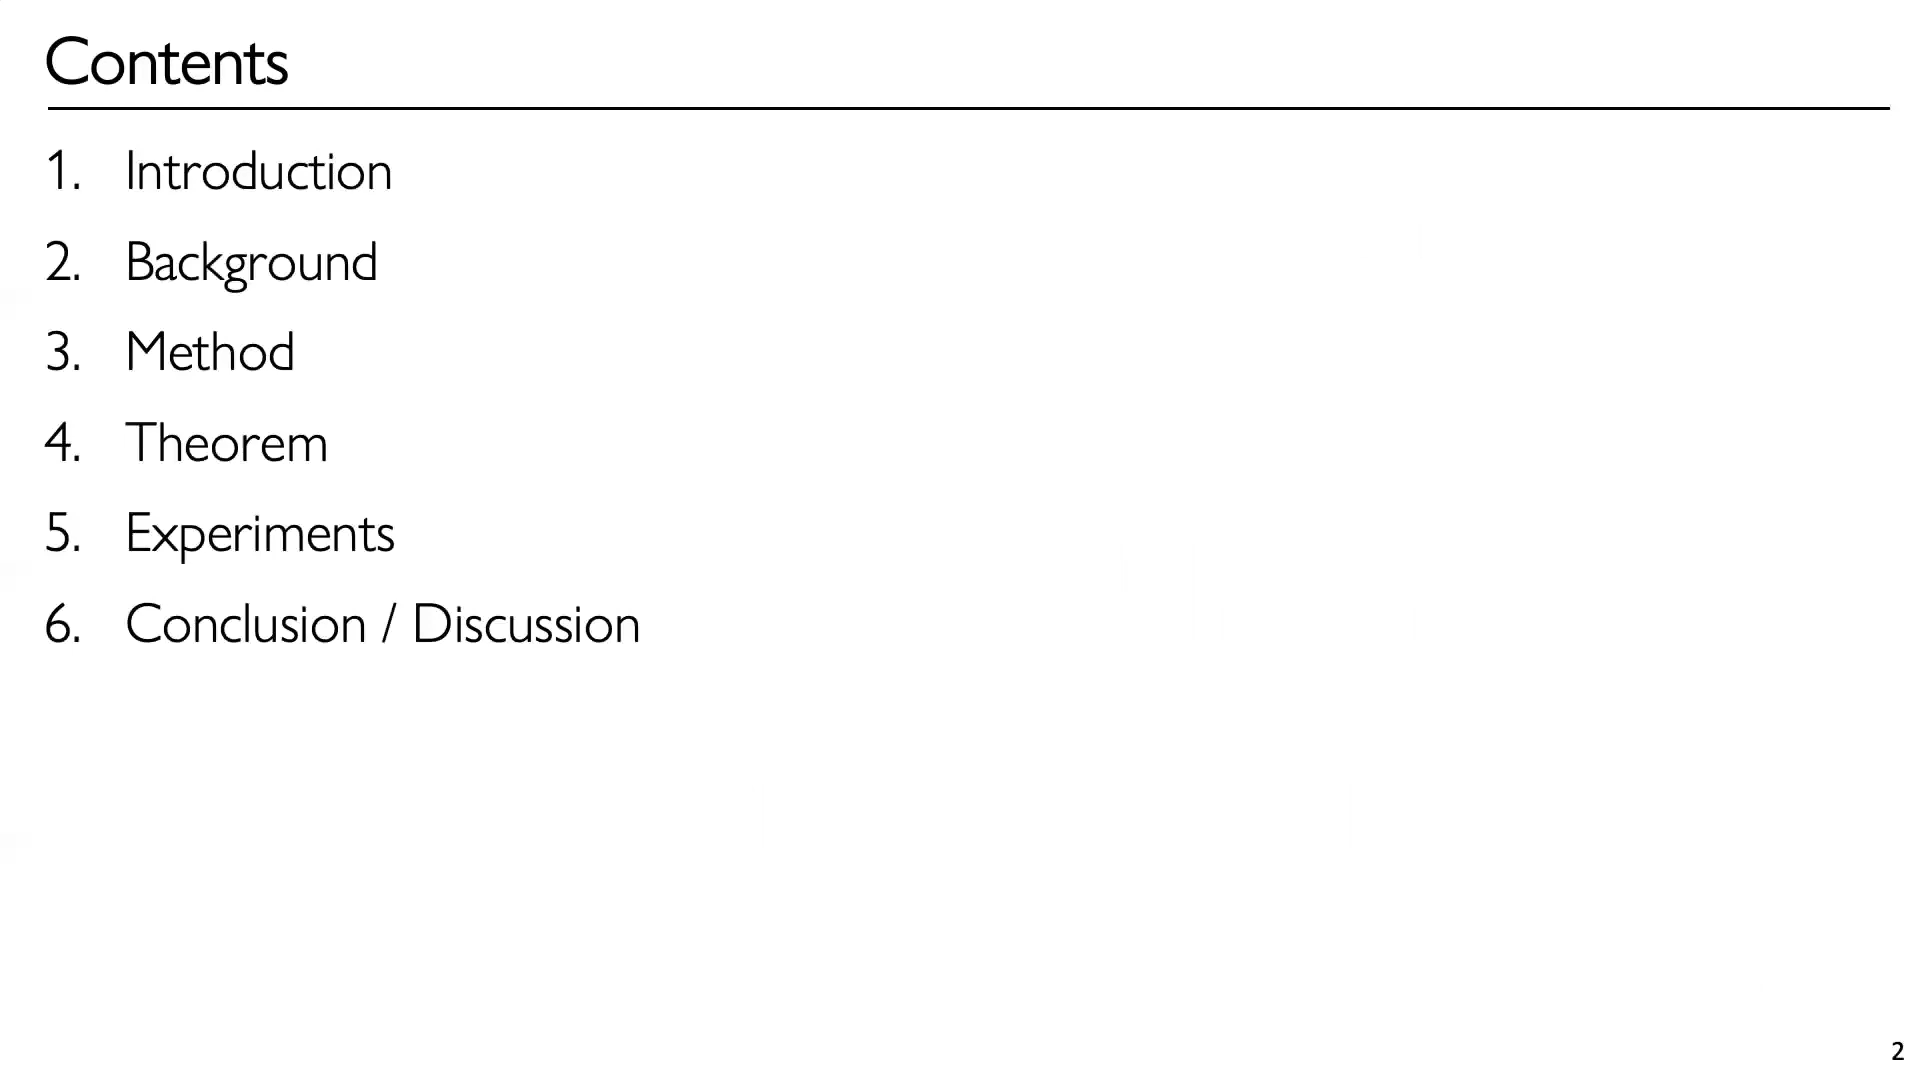 Contents
1. Introduction
2. Background
3. Method
4. Theorem
5. Experiments
6. Conclusion / Discussion
2